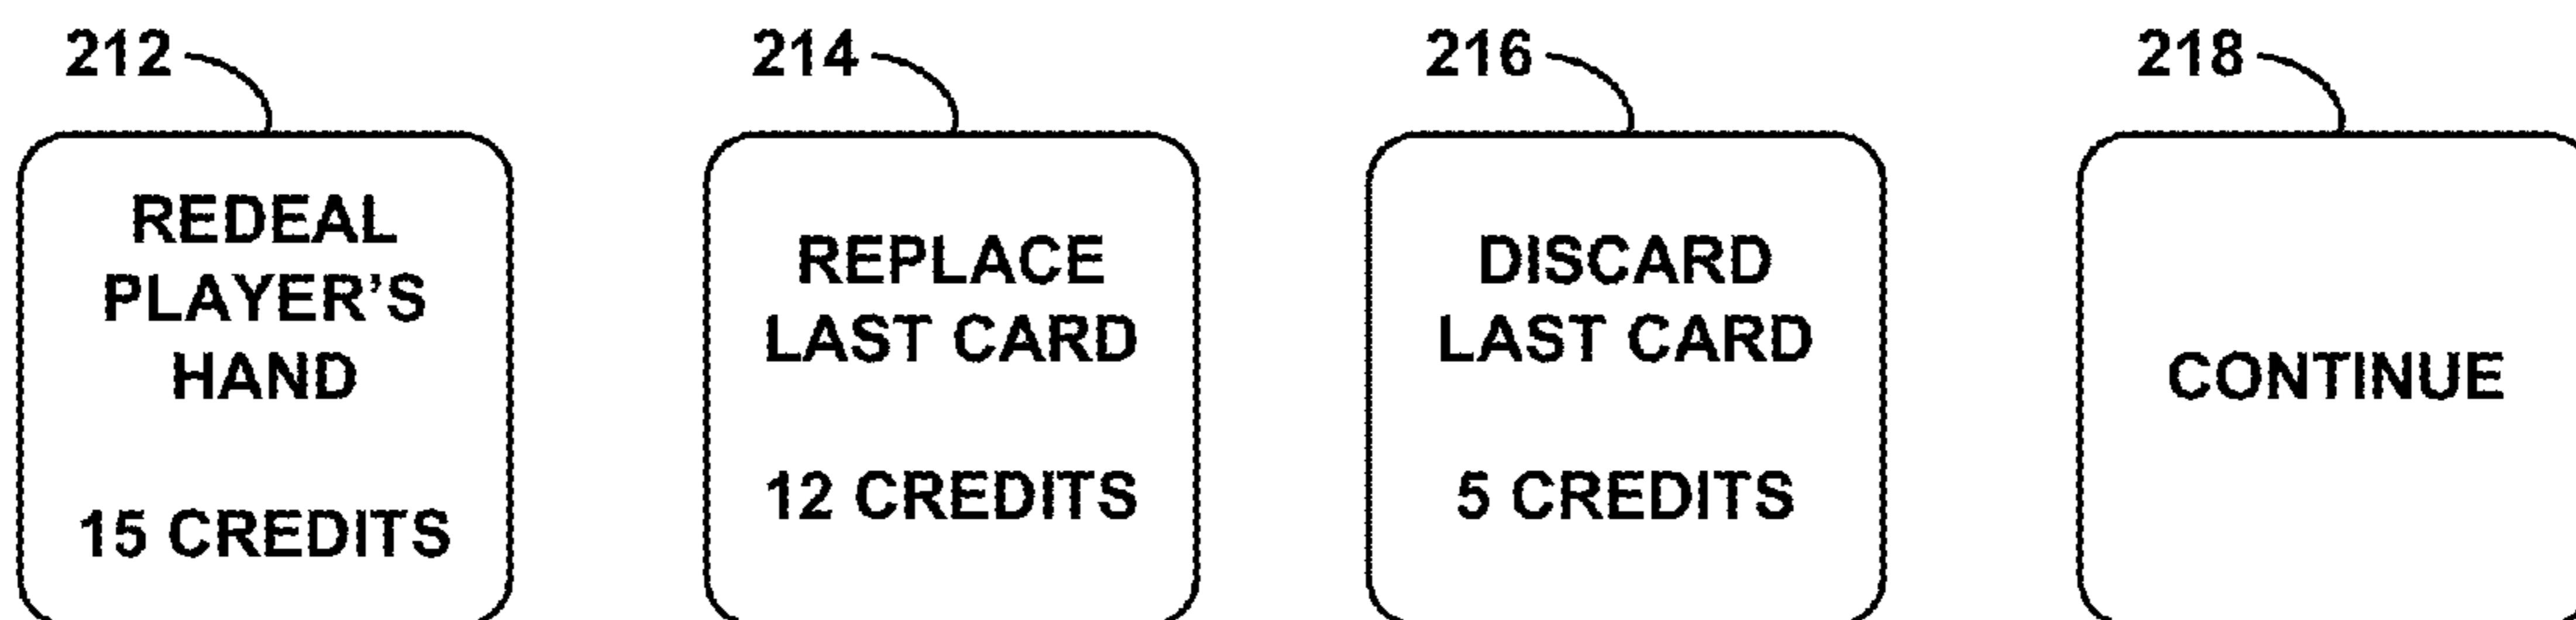 212
214
216
218
REDEAL
PLAYER'S
HAND
15 CREDITS
REPLACE
LAST CARD
12 CREDITS
DISCARD
LAST CARD
5 CREDITS
CONTINUE